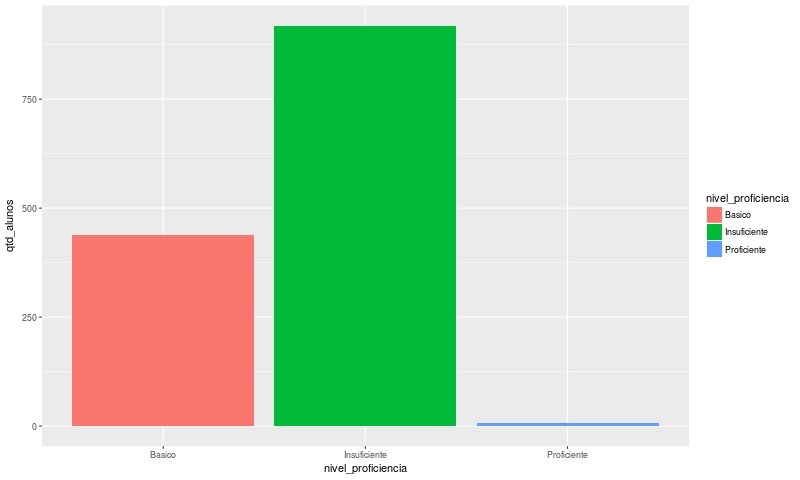 qtd_alunos
750
500
250
0
Basico
Insuficiente
Proficiente
nivel_proficiencia
nivel_proficiencia
Basico
Insuficiente
Proficiente